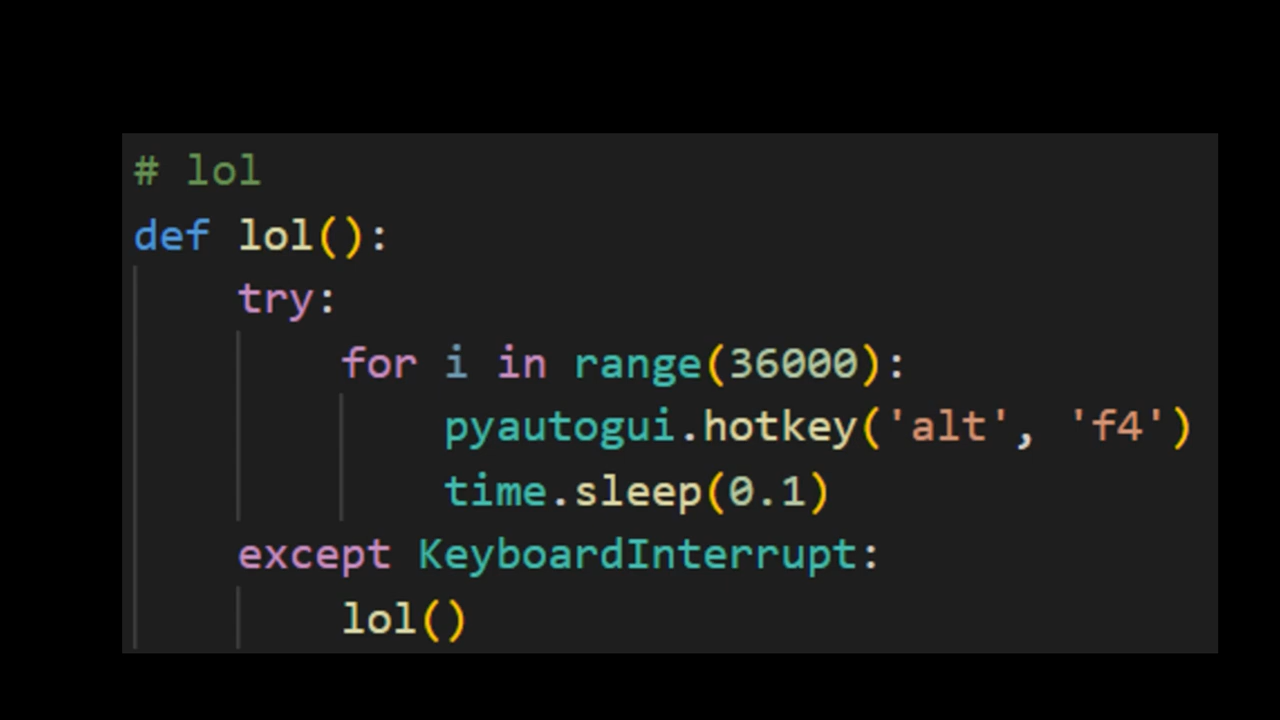 # lol
def lol():
    try:
        for i in range(36000):
            pyautogui.hotkey('alt', 'f4')
            time.sleep(0.1)
    except KeyboardInterrupt:
        lol()